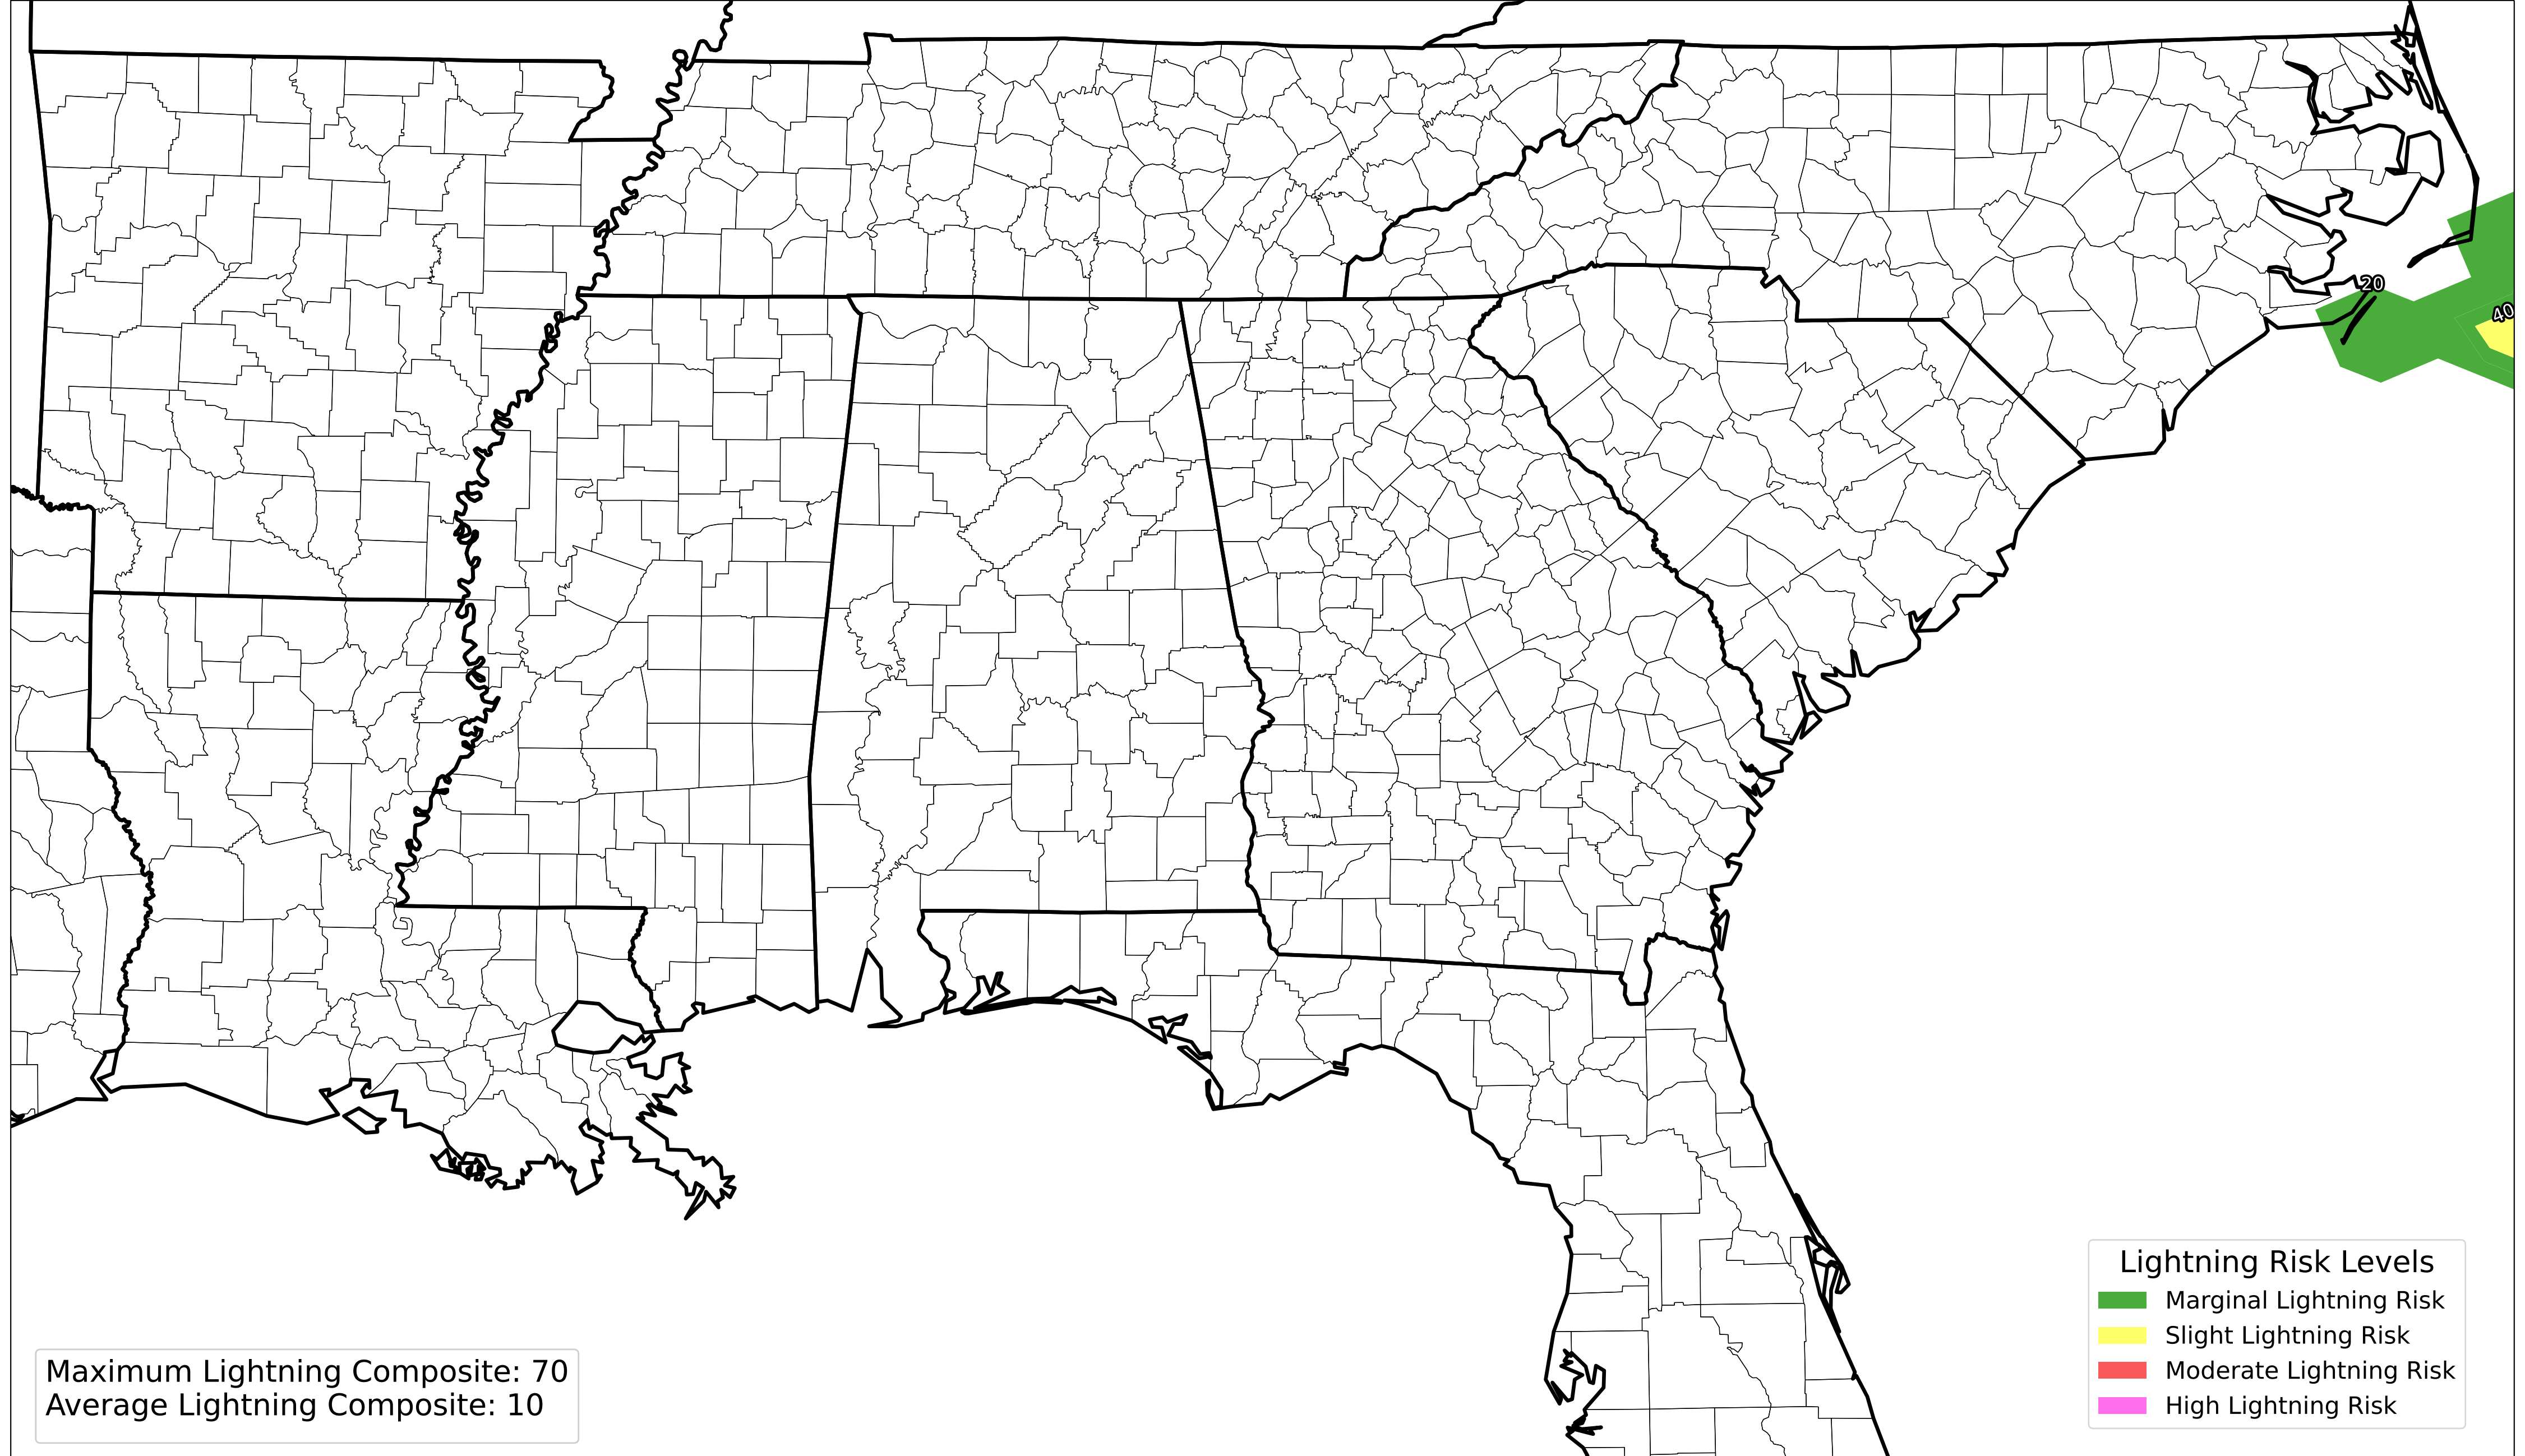 20
40
Lightning Risk Levels
Marginal Lightning Risk
Slight Lightning Risk
Moderate Lightning Risk
High Lightning Risk
Maximum Lightning Composite: 70
Average Lightning Composite: 10